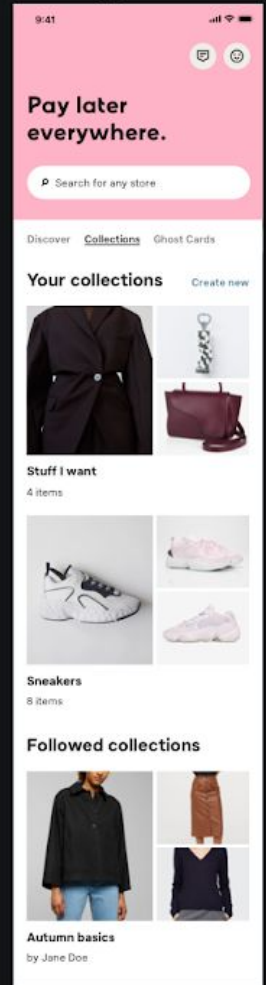 9:41
Pay later
everywhere.
Search for any store
Discover Collections Ghost Cards
Your collections Create new
Stuff I want
4 items
Sneakers
8 items
Followed collections
Autumn basics
by Jane Doe